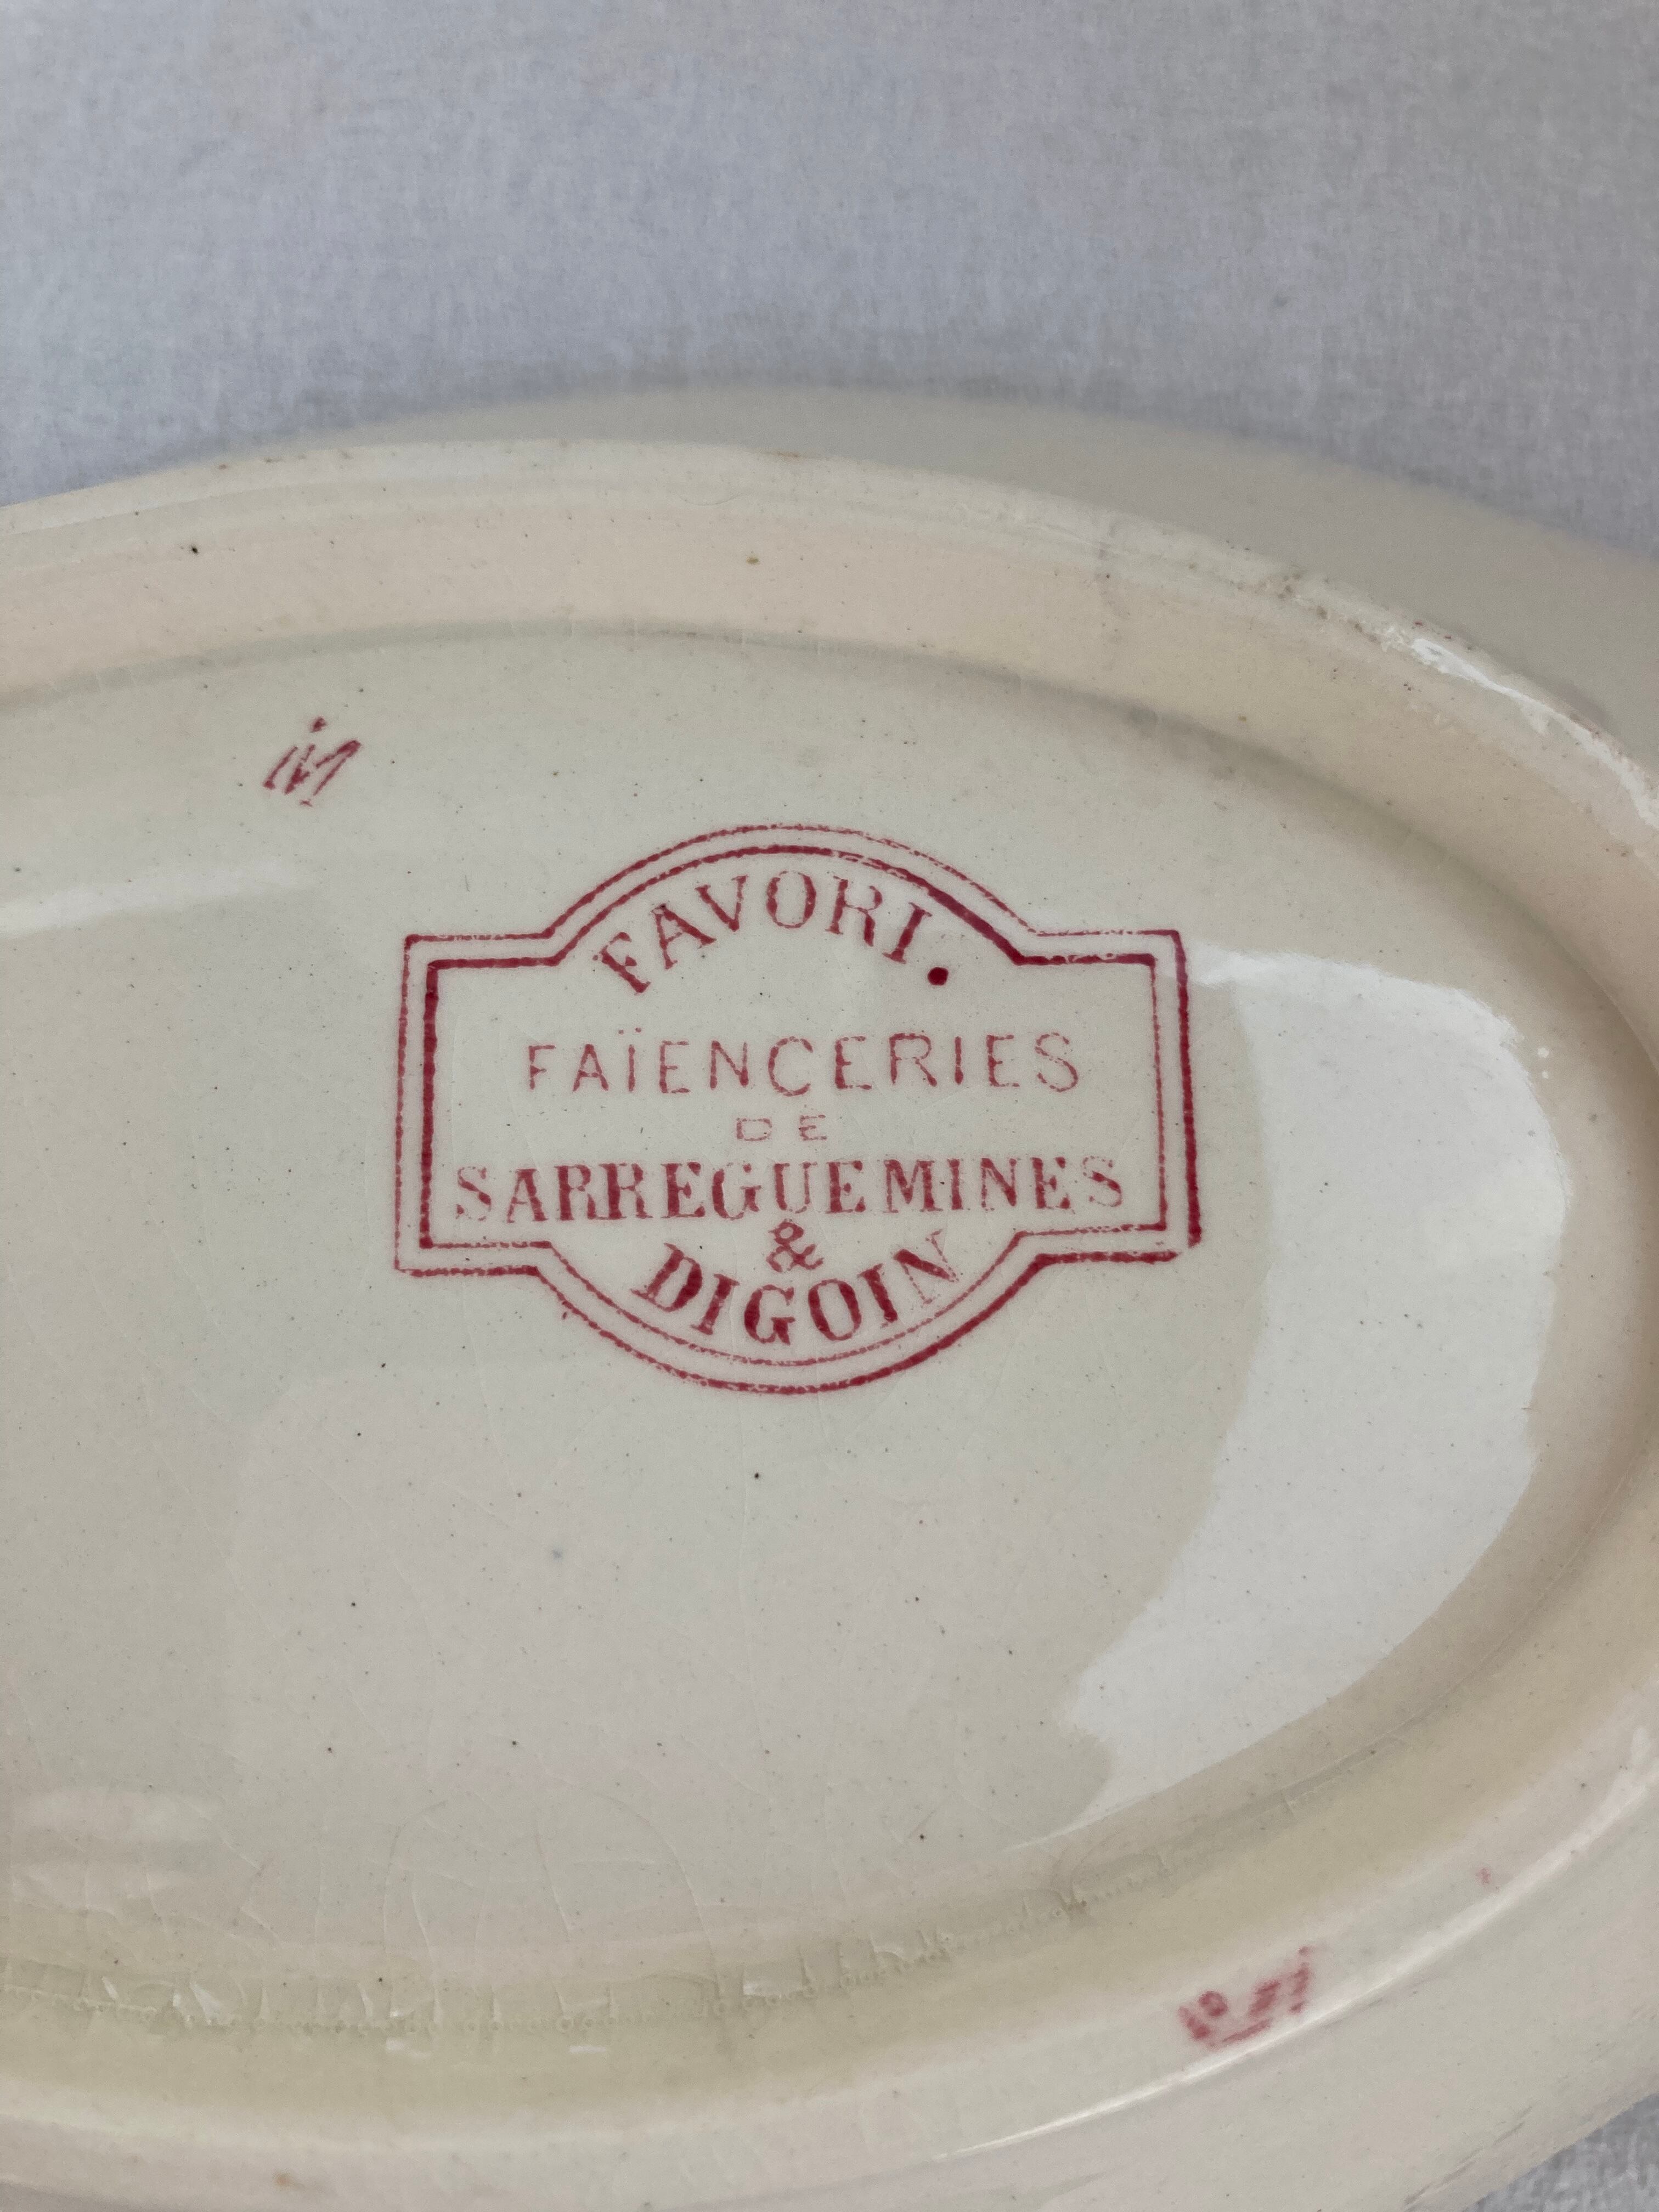 FAVORI.
FAÏENCERIES
DE
SARREGUEMINES
&
DIGOIN